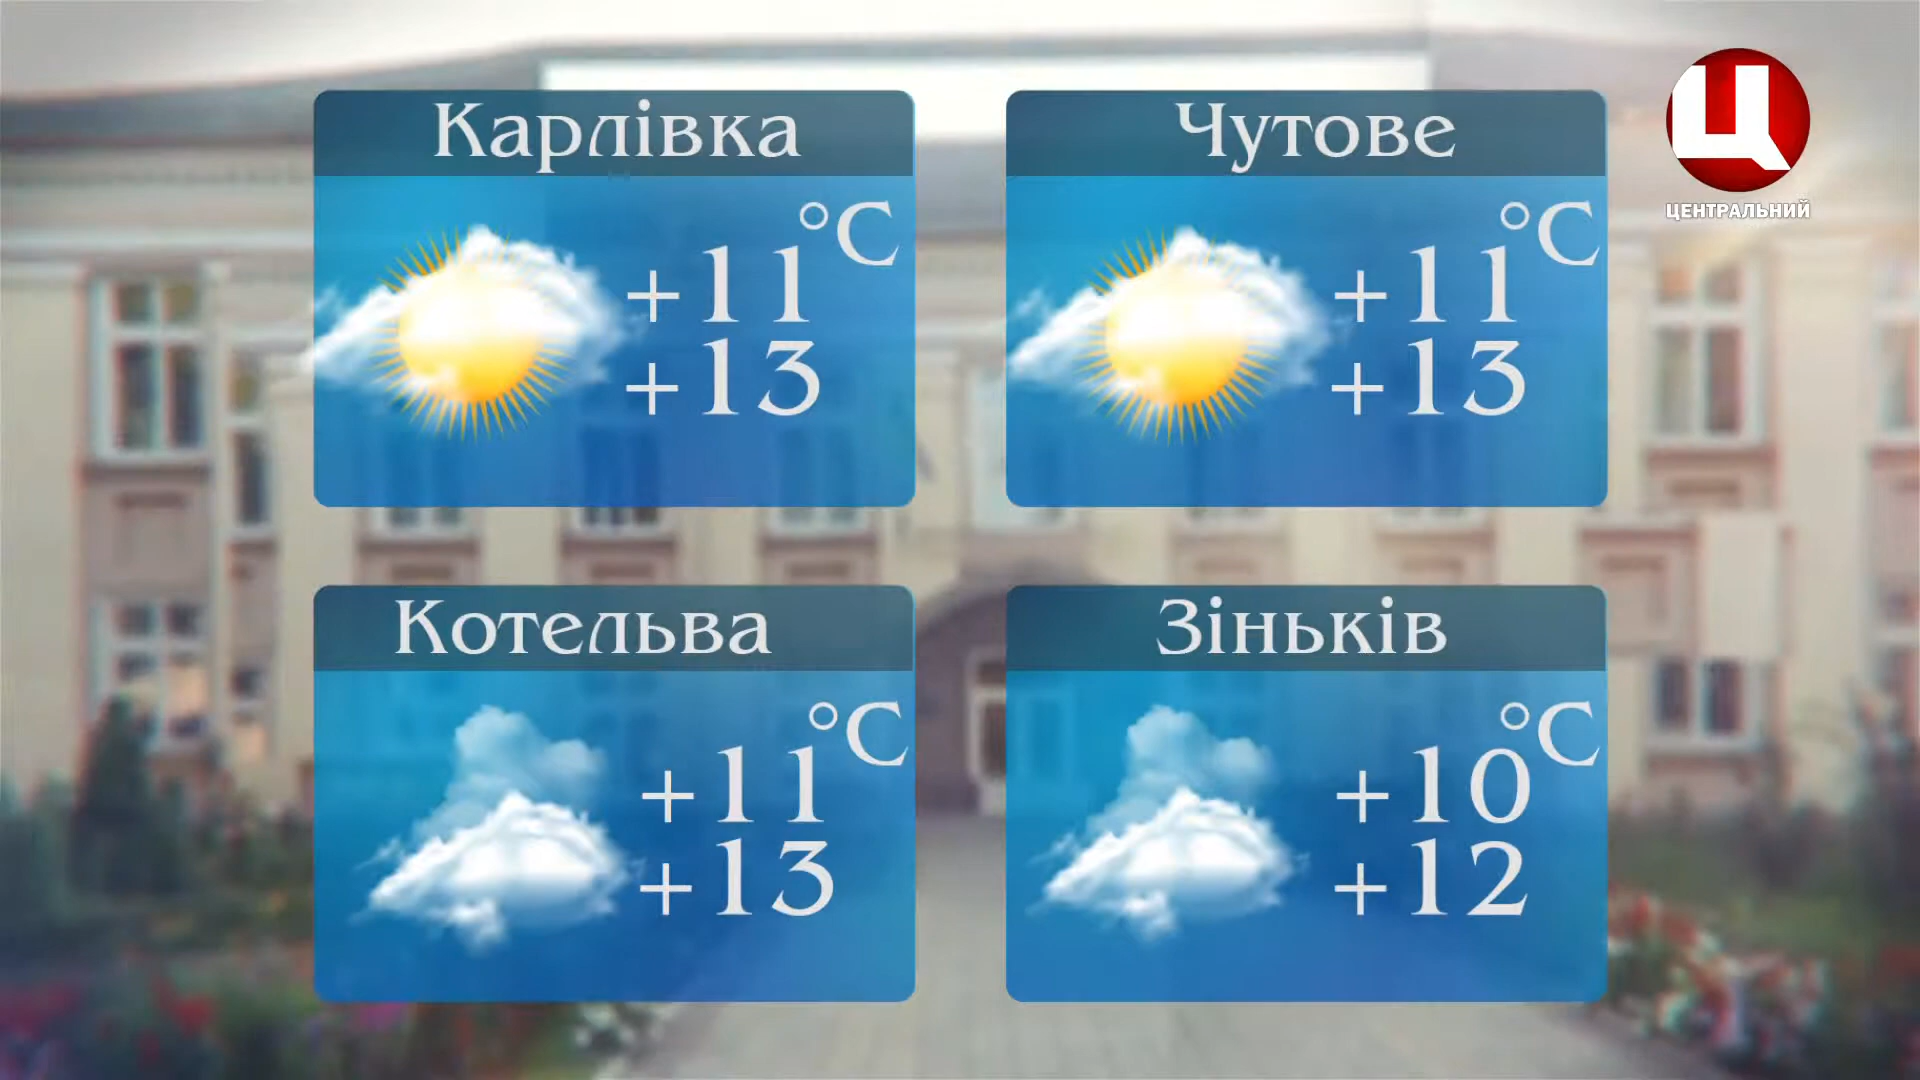 Карлівка
°C
+11
+13
Чутове
°C
+11
+13
Ц
ЦЕНТРАЛЬНИЙ
Котельва
°C
+11
+13
Зіньків
°C
+10
+12